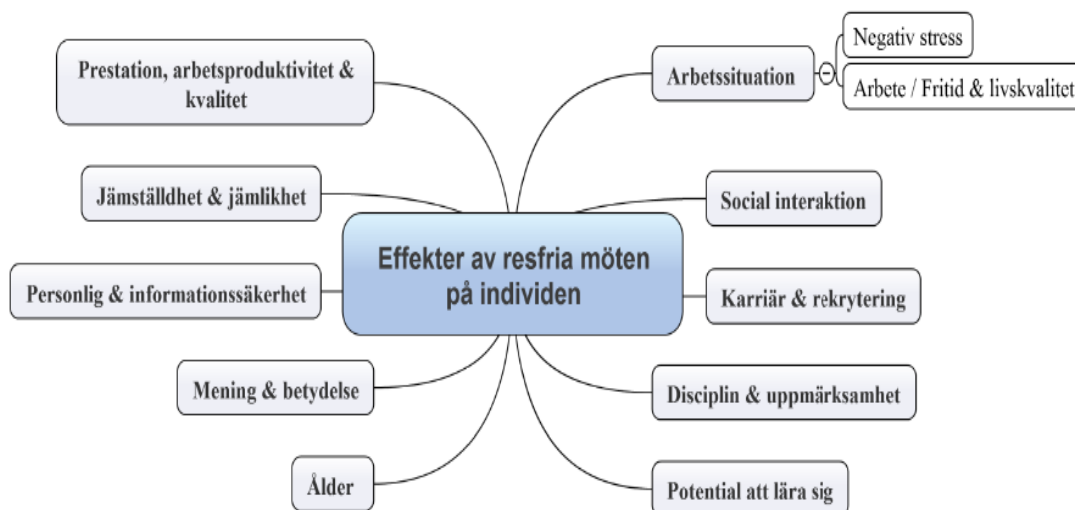 Prestation, arbetsproduktivitet &
kvalitet
Jämställdhet & jämlikhet
Personlig & informationssäkerhet
Mening & betydelse
Ålder
Effekter av resfria möten
på individen
Arbetssituation
Negativ stress
Arbete / Fritid & livskvalitet
Social interaktion
Karriär & rekrytering
Disciplin & uppmärksamhet
Potential att lära sig